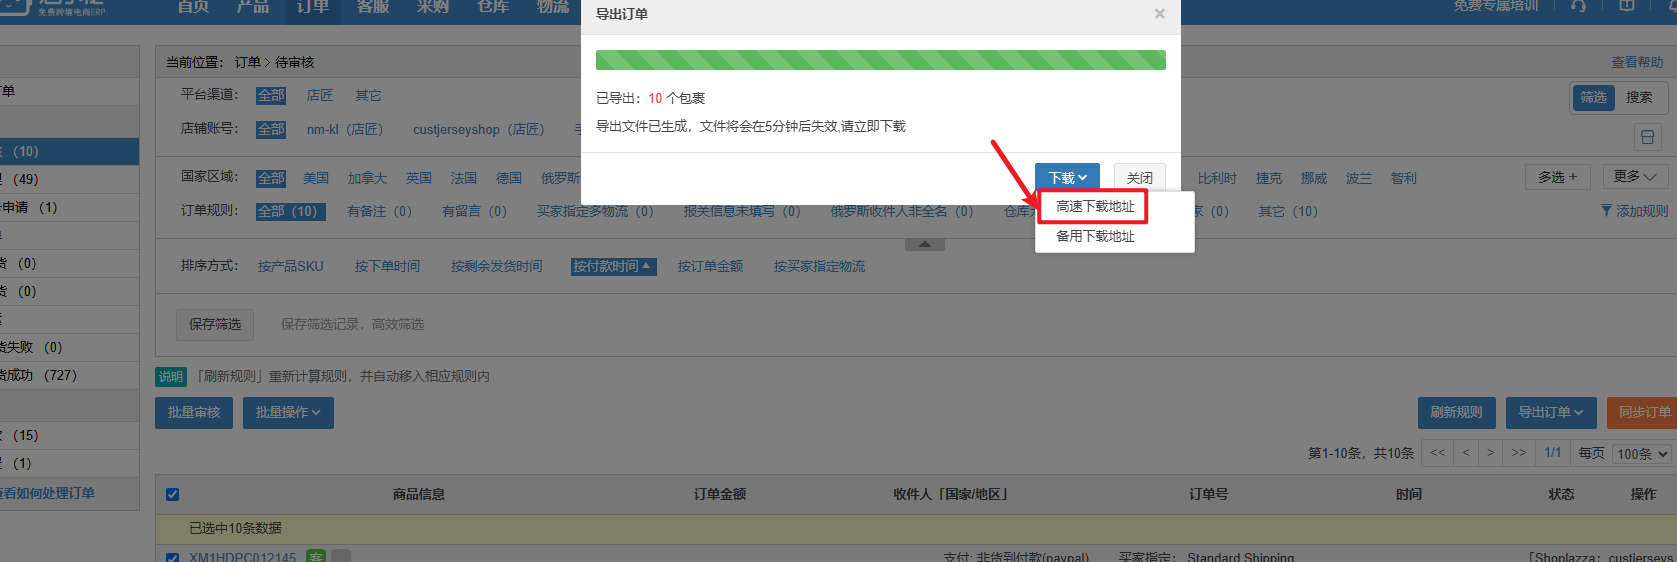 免费跨境电商ERP
首页 产品 订单 客服 采购 仓库 物流
免费专属培训
导出订单
×
已导出：10 个包裹
导出文件已生成，文件将会在5分钟后失效,请立即下载
下载 关闭
高速下载地址
备用下载地址
当前位置： 订单 > 待审核
查看帮助
平台渠道： 全部 店匠 其它
筛选 搜索
店铺账号： 全部 nm-kl（店匠） custjerseyshop（店匠）
国家区域： 全部 美国 加拿大 英国 法国 德国 俄罗斯 比利时 捷克 挪威 波兰 智利
多选 + 更多
订单规则： 全部（10） 有备注（0） 有留言（0） 买家指定多物流（0） 报关信息未填写（0） 俄罗斯收件人非全名（0） （0） 其它（10）
添加规则
排序方式： 按产品SKU 按下单时间 按剩余发货时间 按付款时间 按订单金额 按买家指定物流
保存筛选 保存筛选记录，高效筛选
说明 「刷新规则」重新计算规则，并自动移入相应规则内
批量审核 批量操作
刷新规则 导出订单 同步订单
第1-10条，共10条 << < > >> 1/1 每页 100条
商品信息 订单金额 收件人「国家/地区」 订单号 时间 状态 操作
已选中10条数据
XM1HDPC012145 客 支付: 非货到付款(paypal) 买家指定： Standard Shipping 「Shoplazza：custjerseys
单
（10）
（49）
申请 （1）
货 （0）
货 （0）
货失败 （0）
货成功 （727）
（15）
（1）
查看如何处理订单